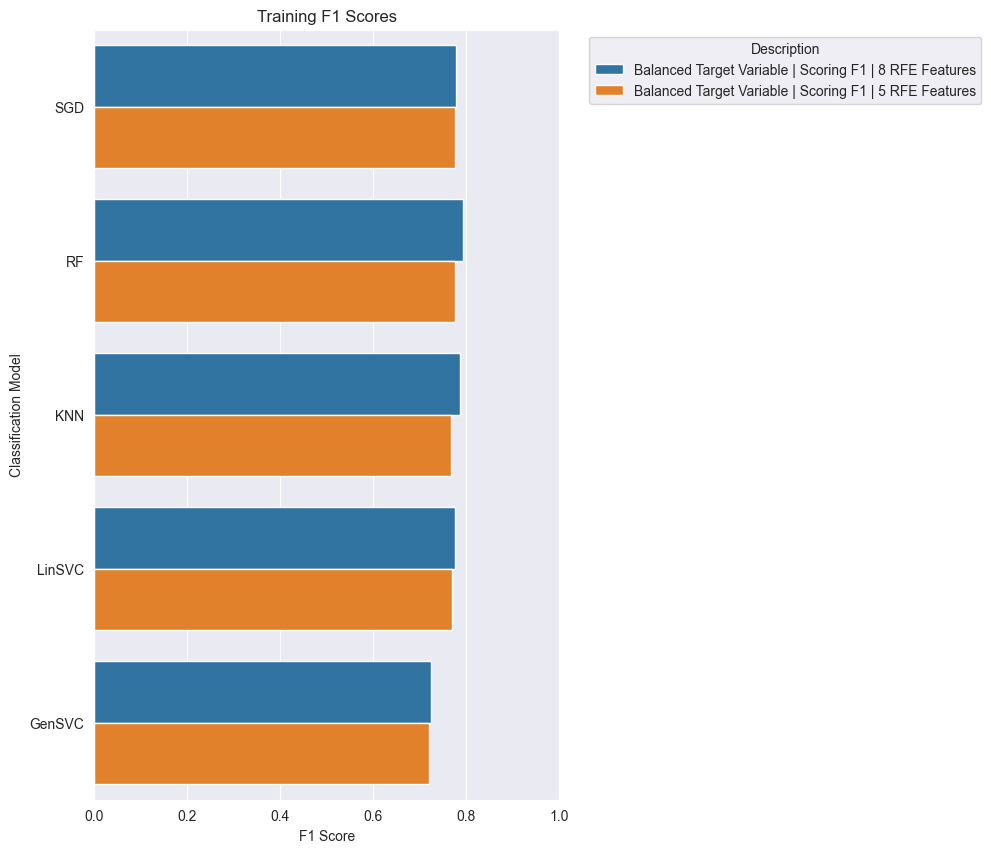 Training F1 Scores
Description
Balanced Target Variable | Scoring F1 | 8 RFE Features
Balanced Target Variable | Scoring F1 | 5 RFE Features
Classification Model
SGD
RF
KNN
LinSVC
GenSVC
0.0 0.2 0.4 0.6 0.8 1.0
F1 Score